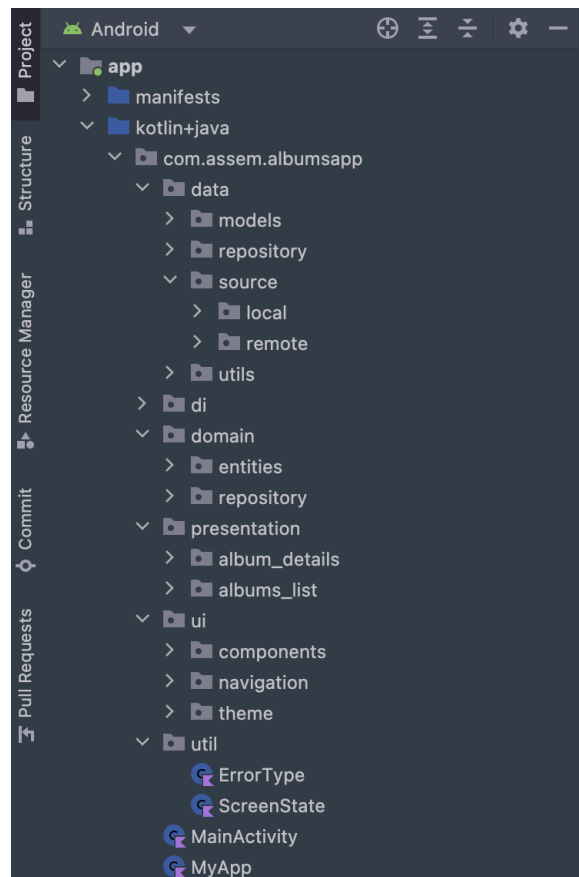 Android
app
manifests
kotlin+java
com.assem.albumsapp
data
models
repository
source
local
remote
utils
di
domain
entities
repository
presentation
album_details
albums_list
ui
components
navigation
theme
util
ErrorType
ScreenState
MainActivity
MyApp
Project
Structure
Resource Manager
Commit
Pull Requests